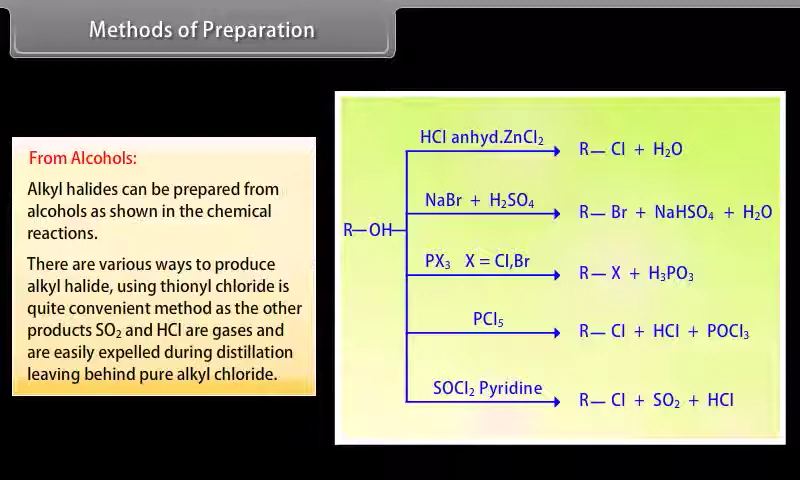 Methods of Preparation
From Alcohols:
Alkyl halides can be prepared from
alcohols as shown in the chemical
reactions.
There are various ways to produce
alkyl halide, using thionyl chloride is
quite convenient method as the other
products SO₂ and HCl are gases and
are easily expelled during distillation
leaving behind pure alkyl chloride.
R—OH
HCl anhyd.ZnCl₂
R— Cl + H₂O
NaBr + H₂SO₄
R— Br + NaHSO₄ + H₂O
PX₃ X = Cl,Br
R— X + H₃PO₃
PCl₅
R— Cl + HCl + POCl₃
SOCl₂ Pyridine
R— Cl + SO₂ + HCl